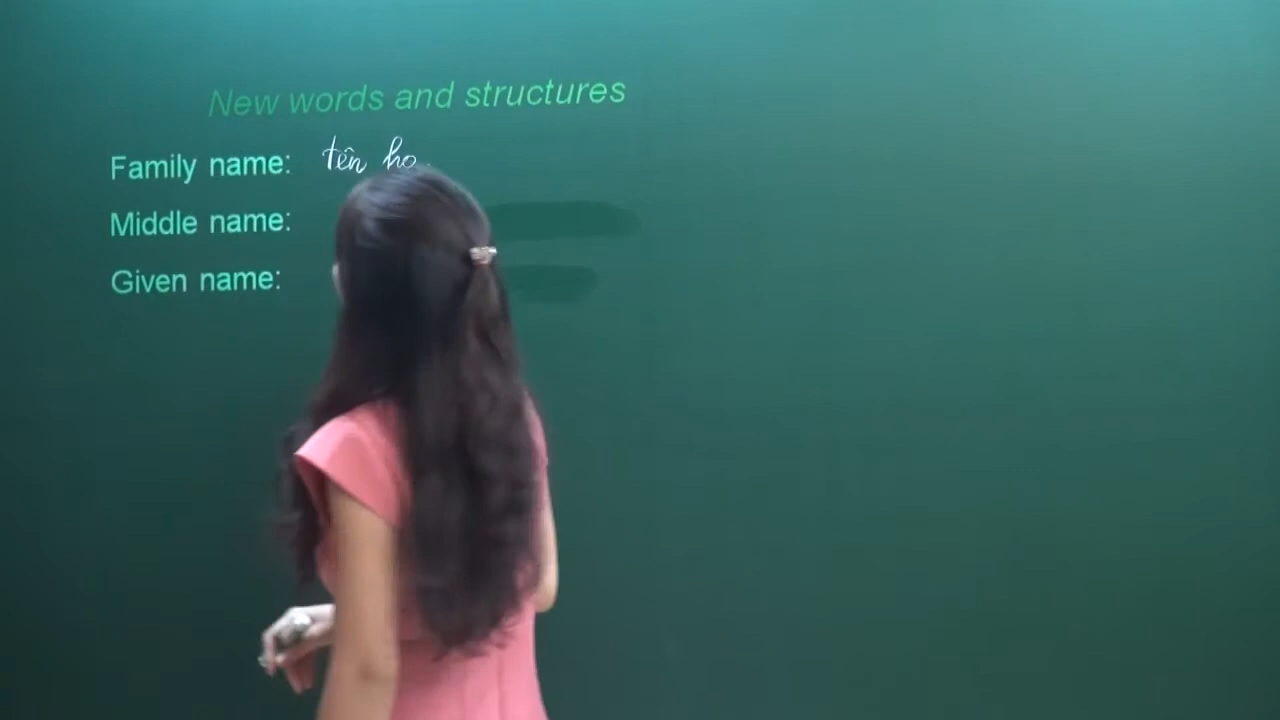 New words and structures
Family name: tên họ
Middle name:
Given name: